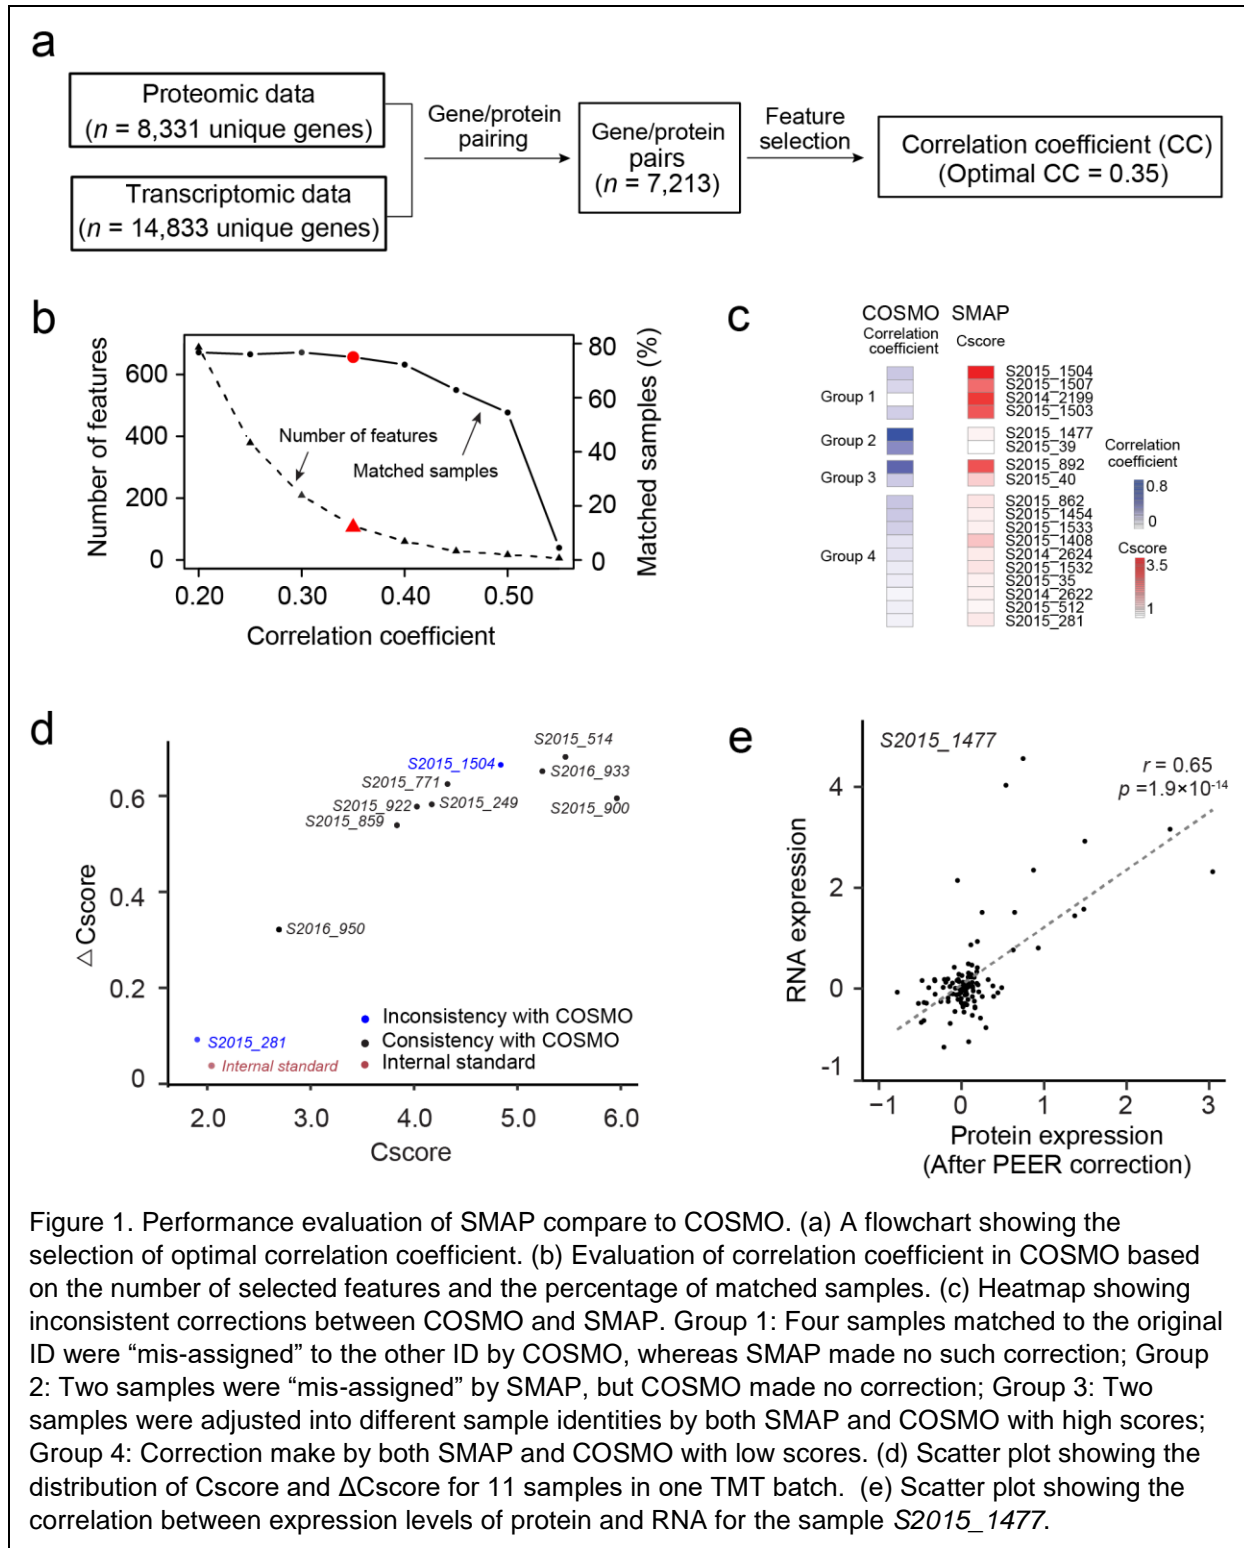 a
Proteomic data
(n = 8,331 unique genes)
Transcriptomic data
(n = 14,833 unique genes)
Gene/protein
pairing
Gene/protein
pairs
(n = 7,213)
Feature
selection
Correlation coefficient (CC)
(Optimal CC = 0.35)
b
Number of features
600
400
200
0
80
60
40
20
0
Matched samples (%)
Number of features
Matched samples
0.20
0.30
0.40
0.50
Correlation coefficient
c
COSMO
SMAP
Correlation
coefficient
Cscore
Group 1
Group 2
Group 3
Group 4
S2015_1504
S2015_1507
S2014_2199
S2015_1503
S2015_1477
S2015_39
S2015_892
S2015_40
S2015_862
S2015_1454
S2015_1533
S2015_1408
S2014_2624
S2015_1532
S2015_35
S2014_2622
S2015_512
S2015_281
Correlation
coefficient
0.8
0
Cscore
3.5
1
d
△Cscore
0.6
0.4
0.2
0
S2015_514
S2015_1504
S2016_933
S2015_771
S2015_922
S2015_249
S2015_900
S2015_859
S2016_950
S2015_281
Internal standard
Inconsistency with COSMO
Consistency with COSMO
Internal standard
2.0
3.0
4.0
5.0
6.0
Cscore
e
S2015_1477
r = 0.65
p =1.9×10-14
RNA expression
4
2
0
-1
−1
0
1
2
3
Protein expression
(After PEER correction)
Figure 1. Performance evaluation of SMAP compare to COSMO. (a) A flowchart showing the
selection of optimal correlation coefficient. (b) Evaluation of correlation coefficient in COSMO based
on the number of selected features and the percentage of matched samples. (c) Heatmap showing
inconsistent corrections between COSMO and SMAP. Group 1: Four samples matched to the original
ID were “mis-assigned” to the other ID by COSMO, whereas SMAP made no such correction; Group
2: Two samples were “mis-assigned” by SMAP, but COSMO made no correction; Group 3: Two
samples were adjusted into different sample identities by both SMAP and COSMO with high scores;
Group 4: Correction make by both SMAP and COSMO with low scores. (d) Scatter plot showing the
distribution of Cscore and ΔCscore for 11 samples in one TMT batch. (e) Scatter plot showing the
correlation between expression levels of protein and RNA for the sample S2015_1477.